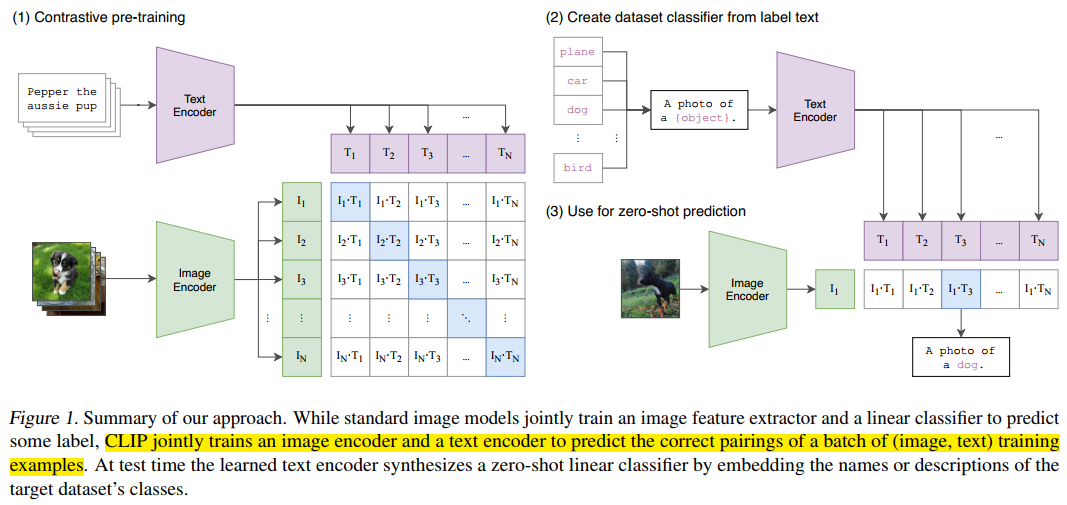 (1) Contrastive pre-training
Pepper the
aussie pup
Text
Encoder
...
T1 T2 T3 ... TN
I1 I1·T1 I1·T2 I1·T3 ... I1·TN
I2 I2·T1 I2·T2 I2·T3 ... I2·TN
I3 I3·T1 I3·T2 I3·T3 ... I3·TN
⋮ ⋮ ⋮ ⋮ ⋮ ⋱ ⋮
IN IN·T1 IN·T2 IN·T3 ... IN·TN
Image
Encoder
(2) Create dataset classifier from label text
plane
car
dog
⋮ ⋮
bird
A photo of
a {object}.
Text
Encoder
...
(3) Use for zero-shot prediction
Image
Encoder
T1 T2 T3 ... TN
I1 I1·T1 I1·T2 I1·T3 ... I1·TN
A photo of
a dog.
Figure 1. Summary of our approach. While standard image models jointly train an image feature extractor and a linear classifier to predict
some label, CLIP jointly trains an image encoder and a text encoder to predict the correct pairings of a batch of (image, text) training
examples. At test time the learned text encoder synthesizes a zero-shot linear classifier by embedding the names or descriptions of the
target dataset's classes.